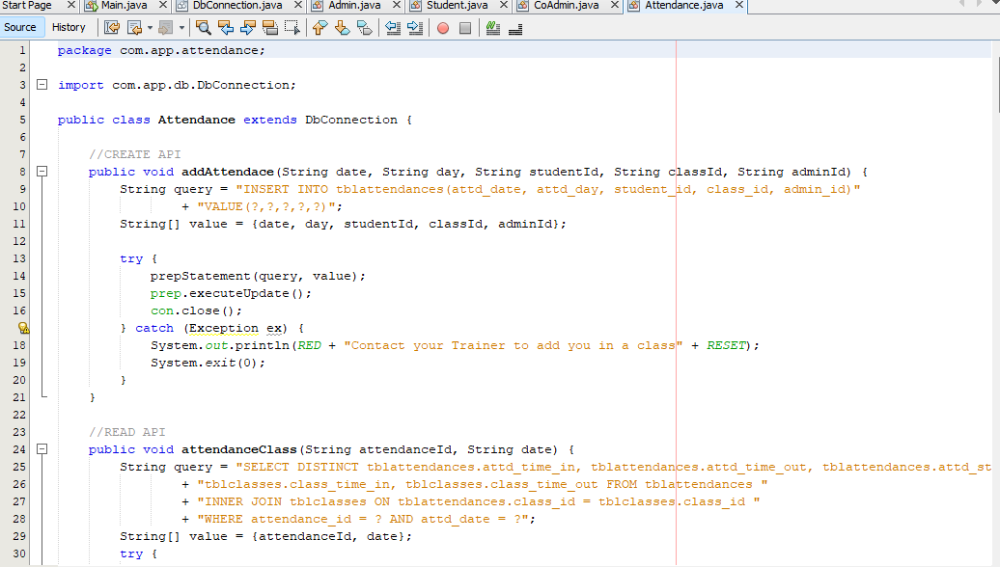 Start Page Main.java DbConnection.java Admin.java Student.java CoAdmin.java Attendance.java
Source History
1 package com.app.attendance;
2
3 import com.app.db.DbConnection;
4
5 public class Attendance extends DbConnection {
6
7 //CREATE API
8 public void addAttendace(String date, String day, String studentId, String classId, String adminId) {
9 String query = "INSERT INTO tblattendances(attd_date, attd_day, student_id, class_id, admin_id)"
10 + "VALUE(?,?,?,?,?)";
11 String[] value = {date, day, studentId, classId, adminId};
12
13 try {
14 prepStatement(query, value);
15 prep.executeUpdate();
16 con.close();
} catch (Exception ex) {
18 System.out.println(RED + "Contact your Trainer to add you in a class" + RESET);
19 System.exit(0);
20 }
21 }
22
23 //READ API
24 public void attendanceClass(String attendanceId, String date) {
25 String query = "SELECT DISTINCT tblattendances.attd_time_in, tblattendances.attd_time_out, tblattendances.attd_st
26 + "tblclasses.class_time_in, tblclasses.class_time_out FROM tblattendances "
27 + "INNER JOIN tblclasses ON tblattendances.class_id = tblclasses.class_id "
28 + "WHERE attendance_id = ? AND attd_date = ?";
29 String[] value = {attendanceId, date};
30 try {